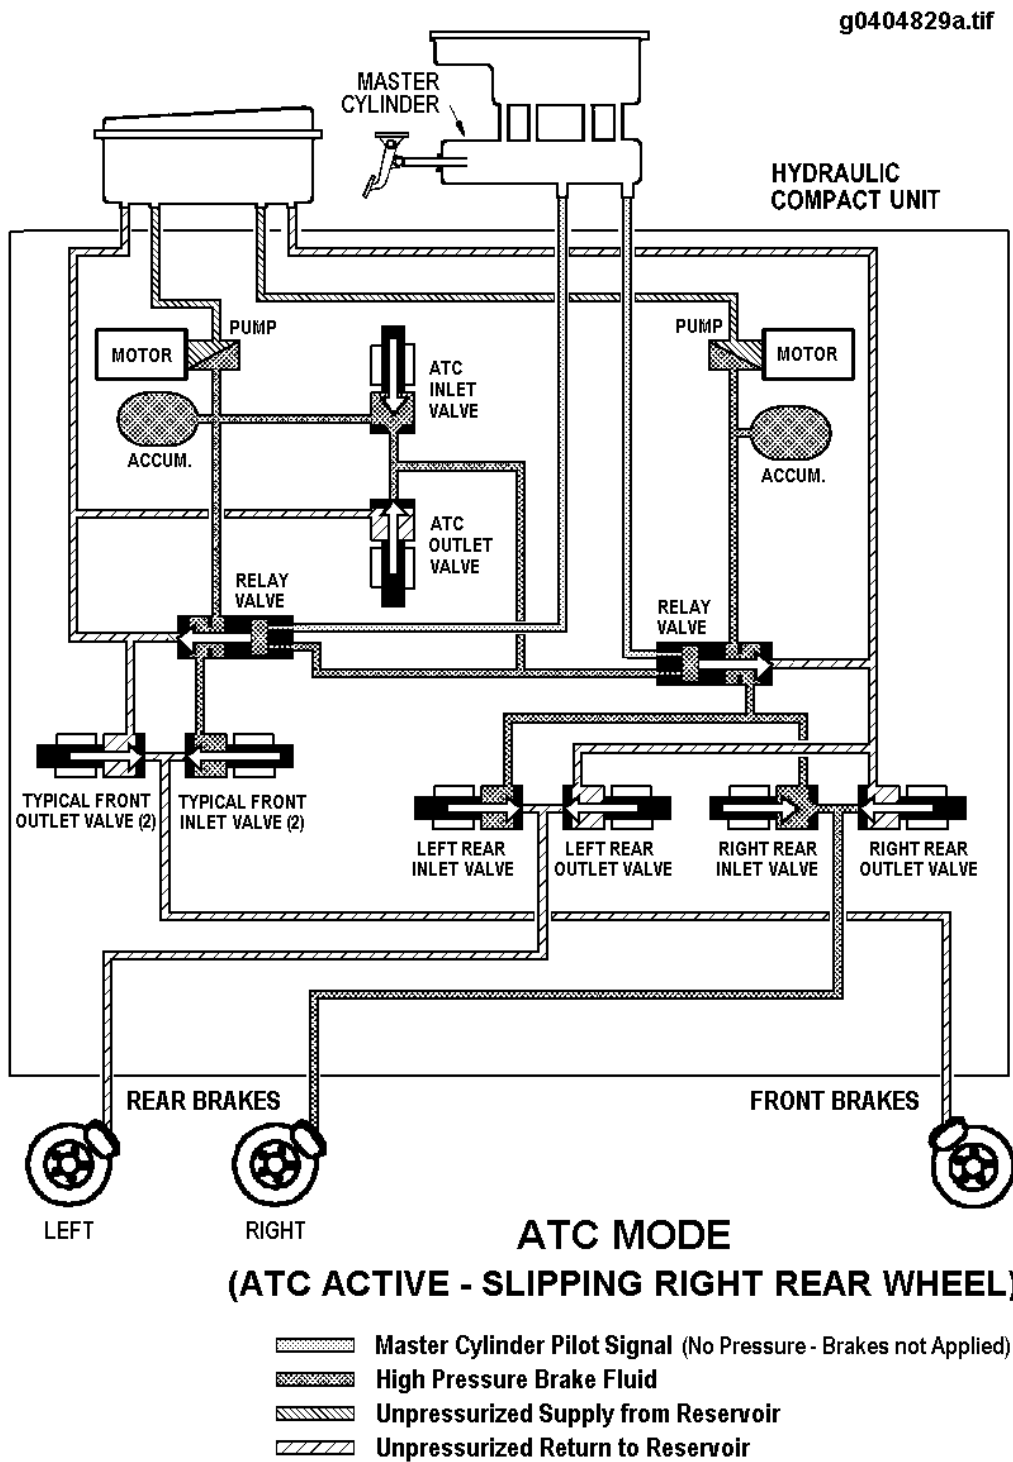 g0404829a.tif
MASTER
CYLINDER
HYDRAULIC
COMPACT UNIT
PUMP
MOTOR
ATC
INLET
VALVE
PUMP
MOTOR
ACCUM.
ACCUM.
ATC
OUTLET
VALVE
RELAY
VALVE
RELAY
VALVE
TYPICAL FRONT
OUTLET VALVE (2)
TYPICAL FRONT
INLET VALVE (2)
LEFT REAR
INLET VALVE
LEFT REAR
OUTLET VALVE
RIGHT REAR
INLET VALVE
RIGHT REAR
OUTLET VALVE
REAR BRAKES
FRONT BRAKES
LEFT
RIGHT
ATC MODE
(ATC ACTIVE - SLIPPING RIGHT REAR WHEEL)
Master Cylinder Pilot Signal (No Pressure - Brakes not Applied)
High Pressure Brake Fluid
Unpressurized Supply from Reservoir
Unpressurized Return to Reservoir